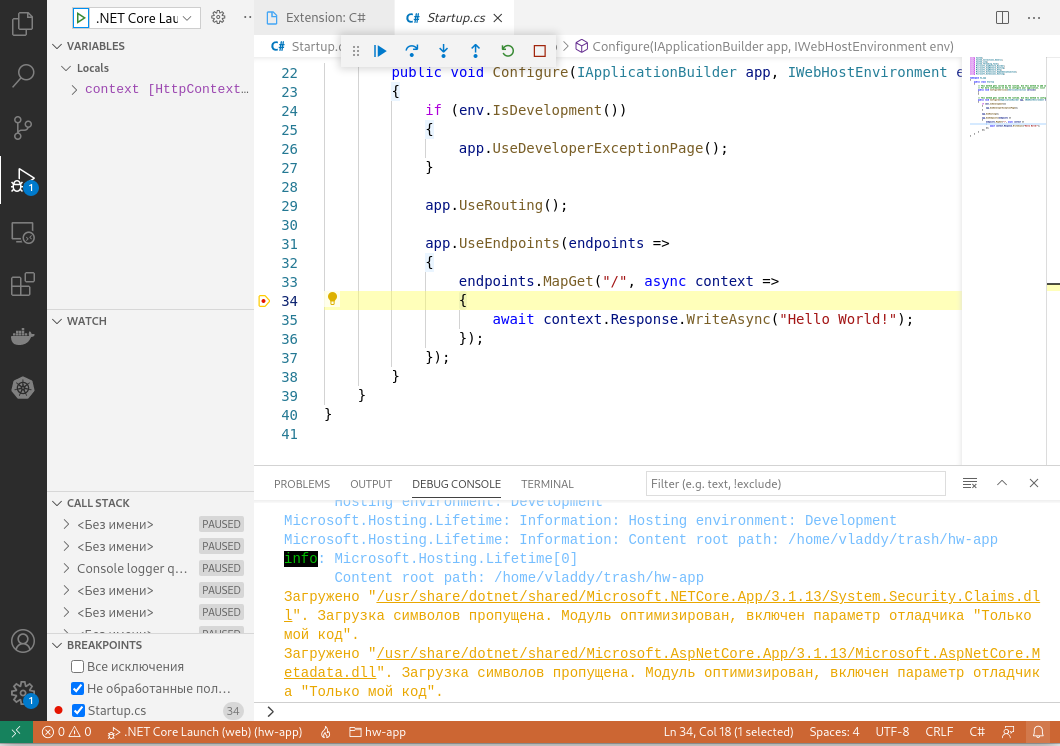 .NET Core Lau
Extension: C#
C# Startup.cs
VARIABLES
Locals
context [HttpContext…
C# Startup.
Configure(IApplicationBuilder app, IWebHostEnvironment env)
22 public void Configure(IApplicationBuilder app, IWebHostEnvironment e
23 {
24 if (env.IsDevelopment())
25 {
26 app.UseDeveloperExceptionPage();
27 }
28
29 app.UseRouting();
30
31 app.UseEndpoints(endpoints =>
32 {
33 endpoints.MapGet("/", async context =>
34 {
35 await context.Response.WriteAsync("Hello World!");
36 });
37 });
38 }
39 }
40 }
41
1
WATCH
CALL STACK
<Без имени> PAUSED
<Без имени> PAUSED
Console logger q… PAUSED
<Без имени> PAUSED
<Без имени> PAUSED
<Без имени> PAUSED
BREAKPOINTS
Все исключения
Не обработанные пол…
Startup.cs 34
1
PROBLEMS OUTPUT DEBUG CONSOLE TERMINAL
Filter (e.g. text, !exclude)
Hosting environment: Development
Microsoft.Hosting.Lifetime: Information: Hosting environment: Development
Microsoft.Hosting.Lifetime: Information: Content root path: /home/vladdy/trash/hw-app
info: Microsoft.Hosting.Lifetime[0]
Content root path: /home/vladdy/trash/hw-app
Загружено "/usr/share/dotnet/shared/Microsoft.NETCore.App/3.1.13/System.Security.Claims.dl
l". Загрузка символов пропущена. Модуль оптимизирован, включен параметр отладчика "Только
мой код".
Загружено "/usr/share/dotnet/shared/Microsoft.AspNetCore.App/3.1.13/Microsoft.AspNetCore.M
etadata.dll". Загрузка символов пропущена. Модуль оптимизирован, включен параметр отладчик
а "Только мой код".
0 0 .NET Core Launch (web) (hw-app) hw-app Ln 34, Col 18 (1 selected) Spaces: 4 UTF-8 CRLF C#